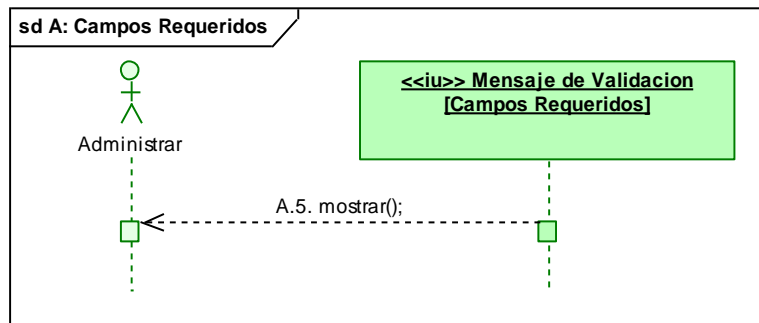 sd A: Campos Requeridos
<<iu>> Mensaje de Validacion
[Campos Requeridos]
Administrar
A.5. mostrar();